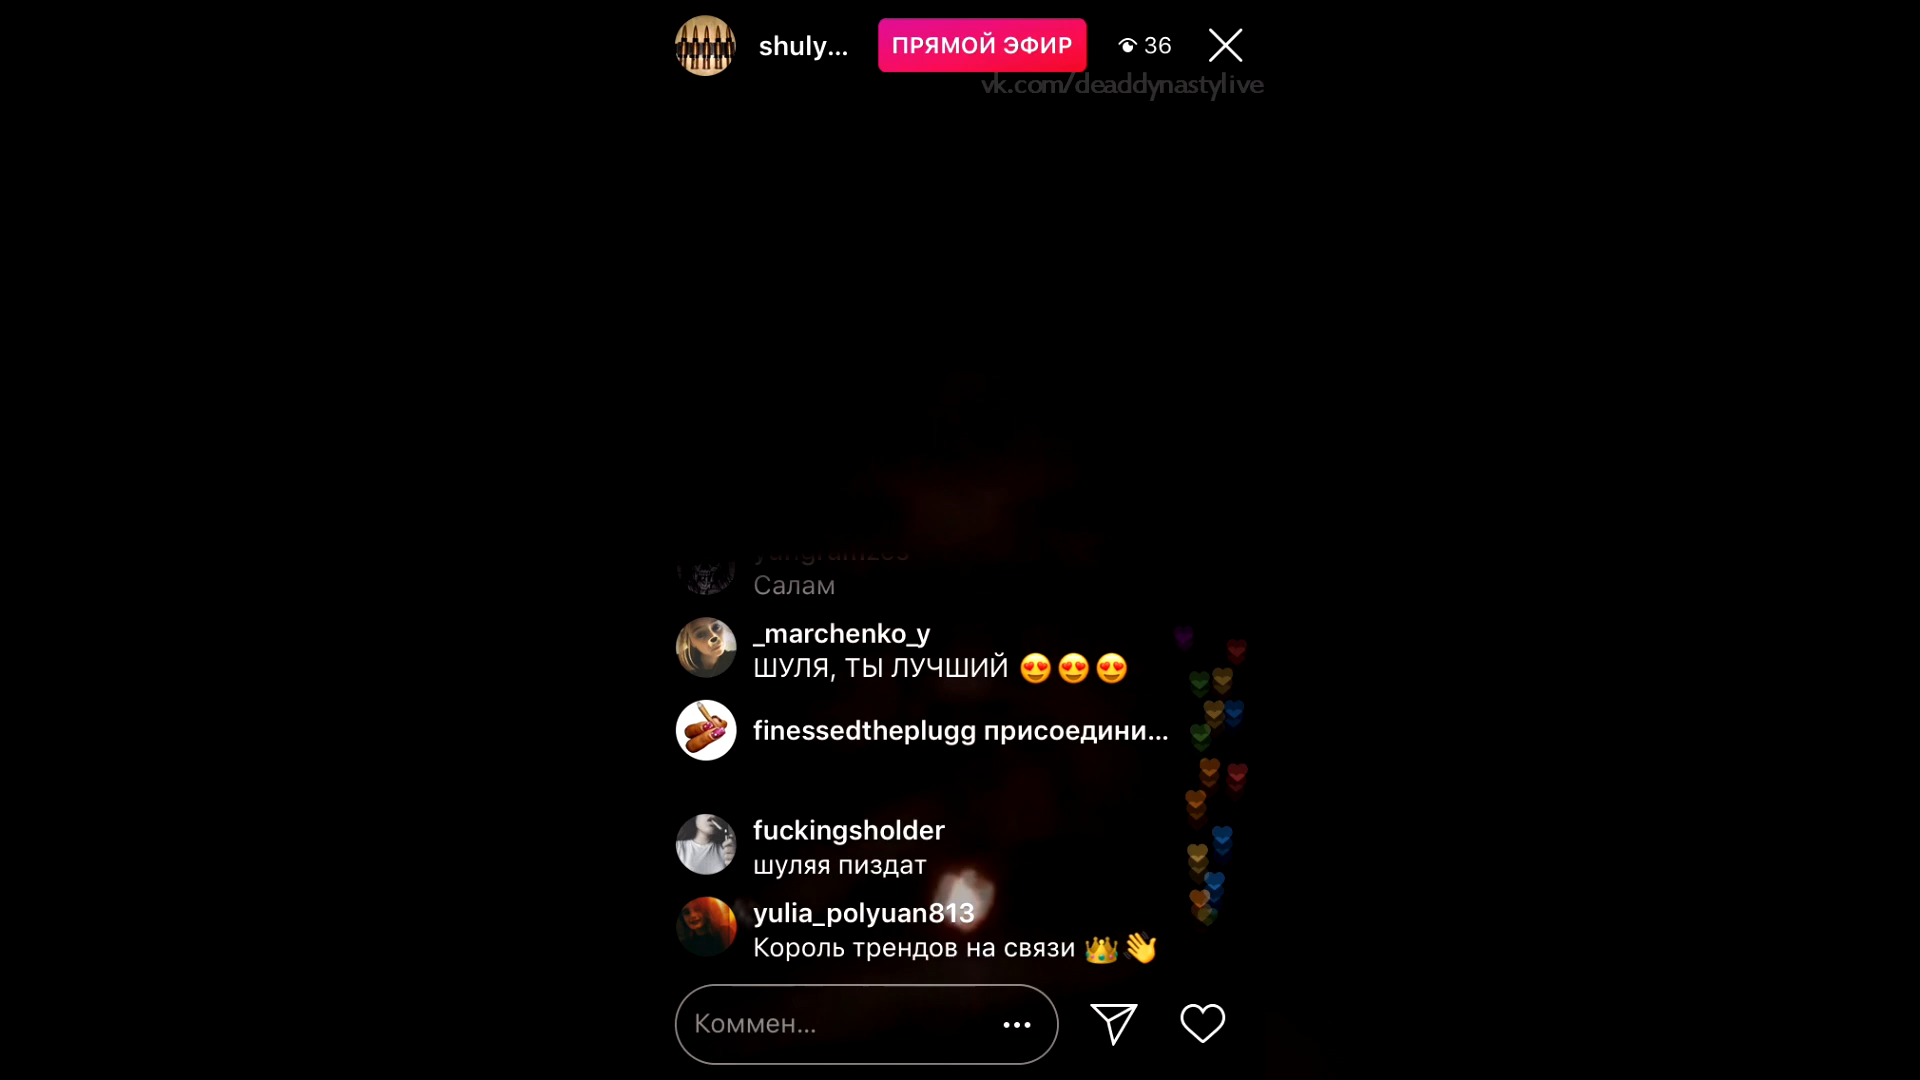 shuly...
ПРЯМОЙ ЭФИР
36
vk.com/deaddynastylive
Салам
_marchenko_y
ШУЛЯ, ТЫ ЛУЧШИЙ 😍😍😍
finessedtheplugg присоедини...
fuckingsholder
шуляя пиздат
yulia_polyuan813
Король трендов на связи 👑👋
Коммен...